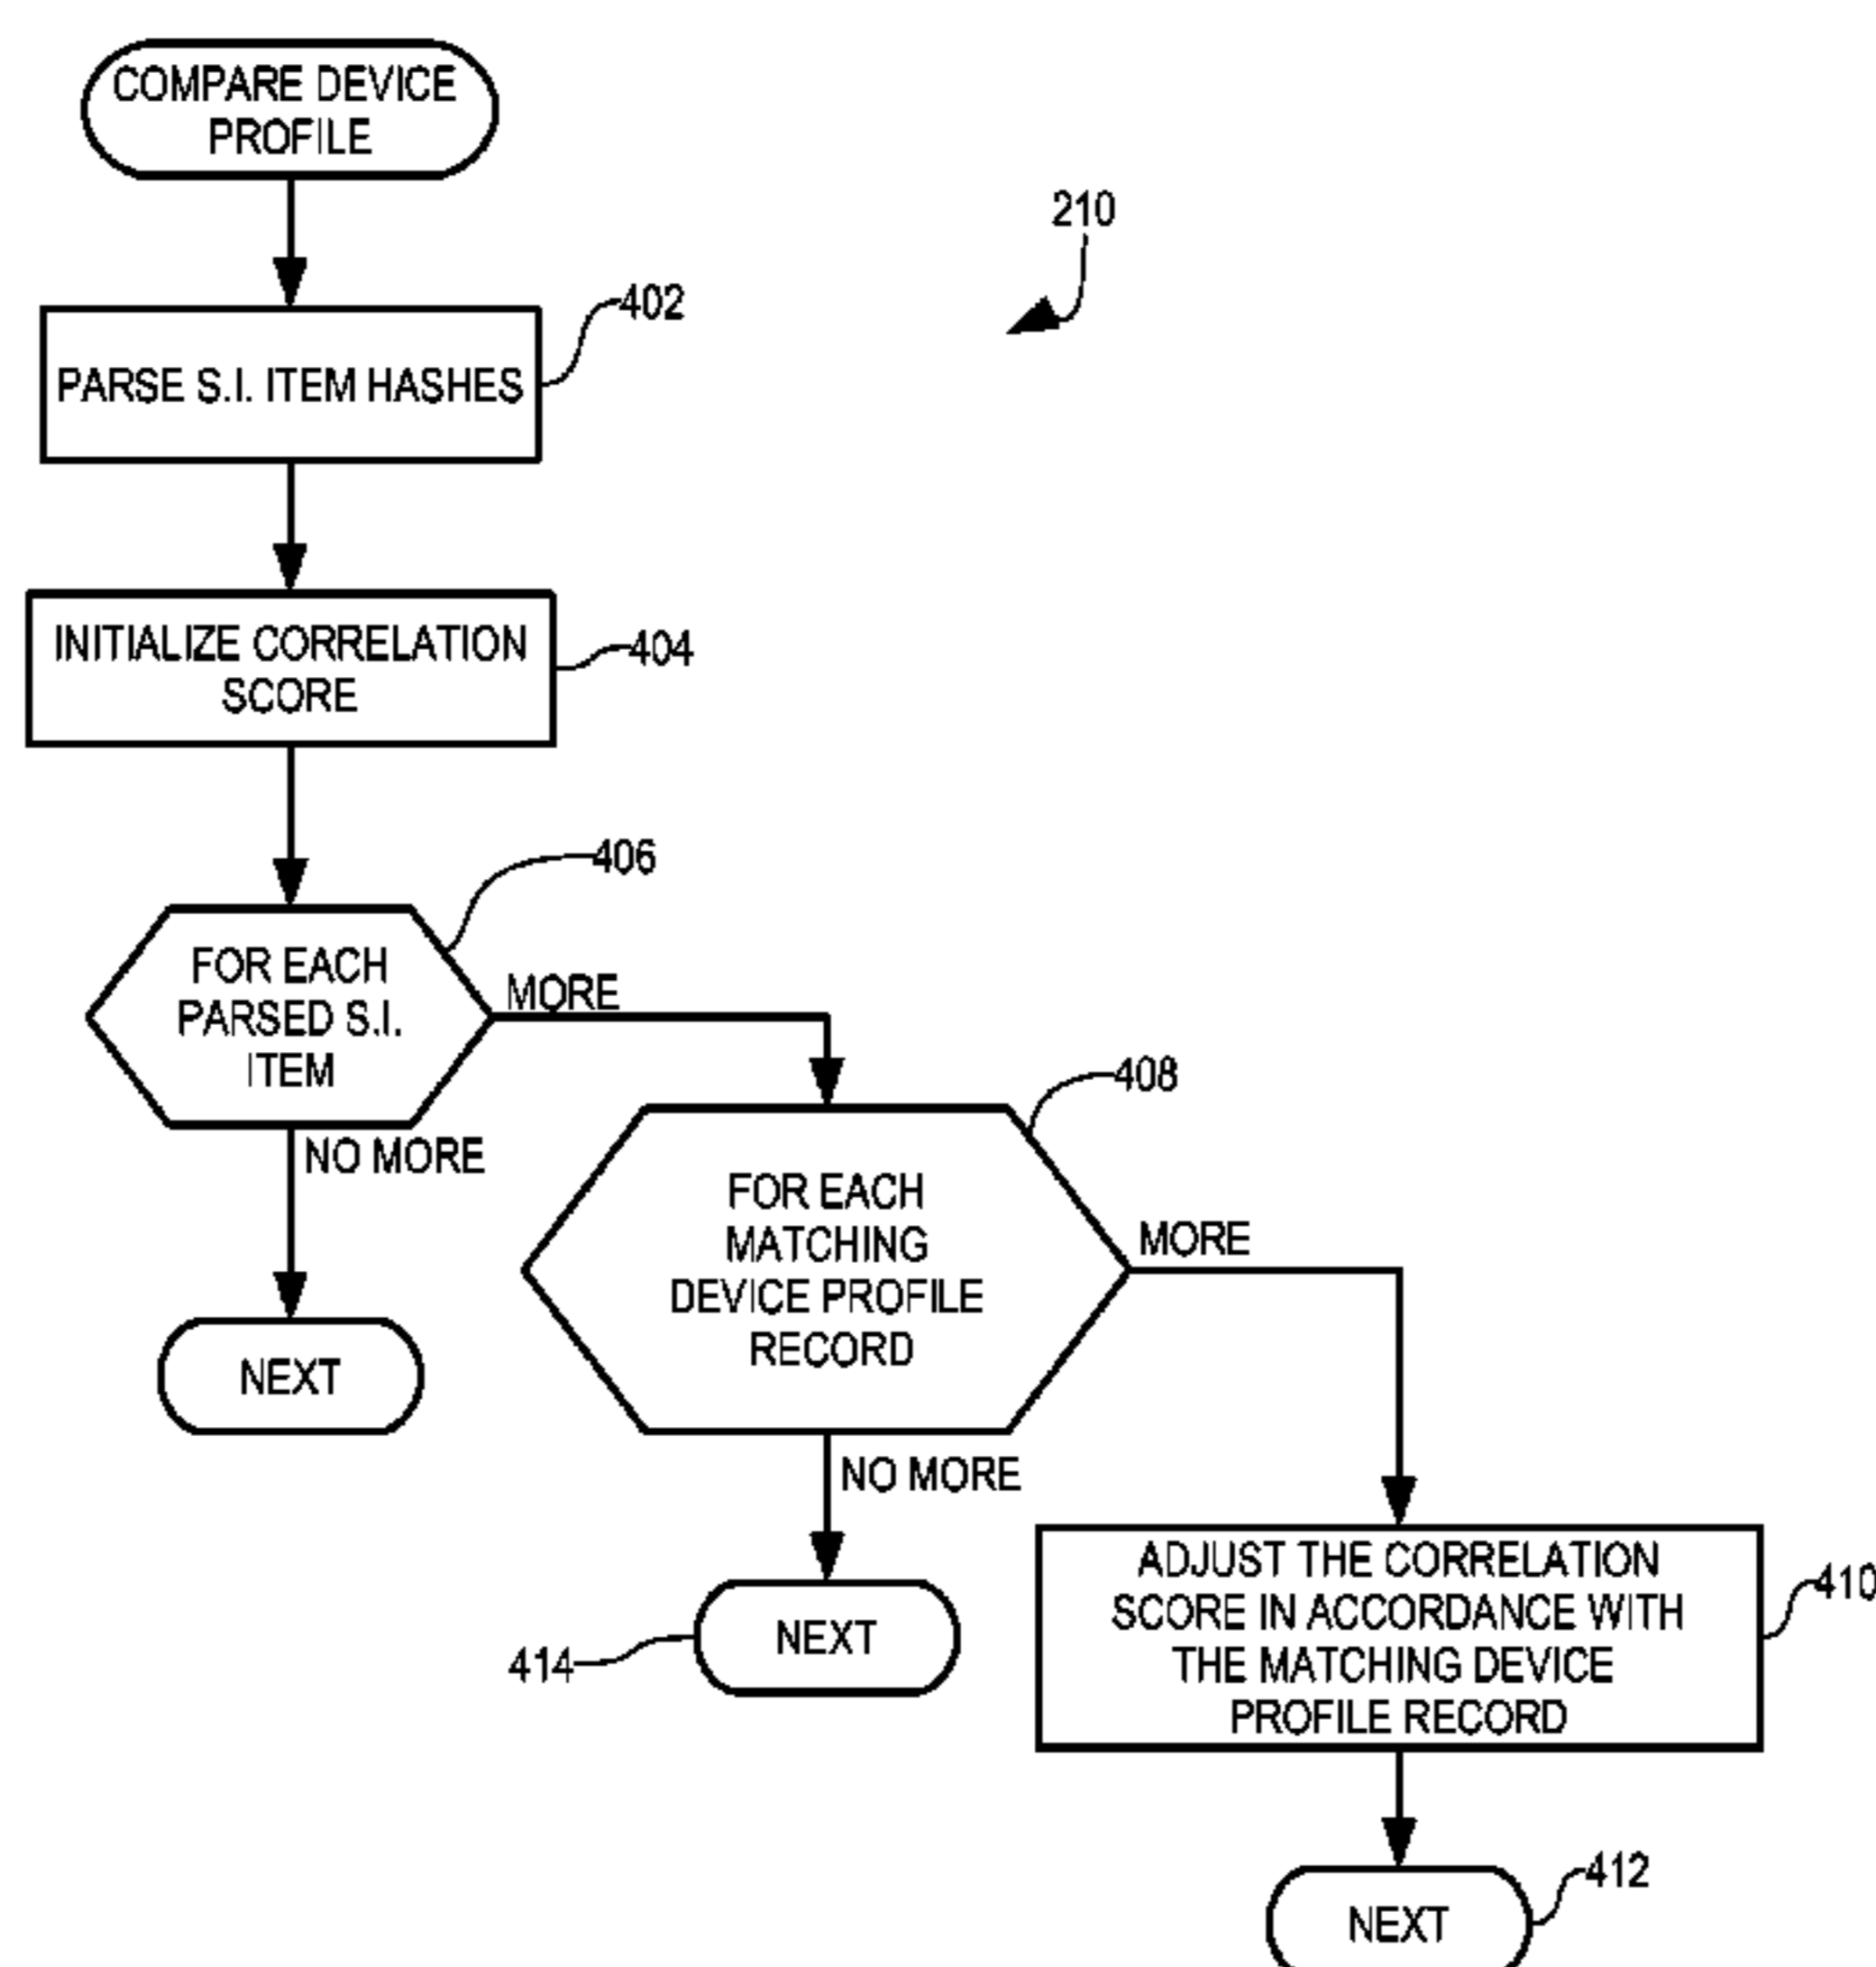 COMPARE DEVICE
PROFILE
210
402
PARSE S.I. ITEM HASHES
INITIALIZE CORRELATION
SCORE
404
406
FOR EACH
PARSED S.I.
ITEM
MORE
NO MORE
NEXT
408
FOR EACH
MATCHING
DEVICE PROFILE
RECORD
MORE
NO MORE
NEXT
414
ADJUST THE CORRELATION
SCORE IN ACCORDANCE WITH
THE MATCHING DEVICE
PROFILE RECORD
410
NEXT
412